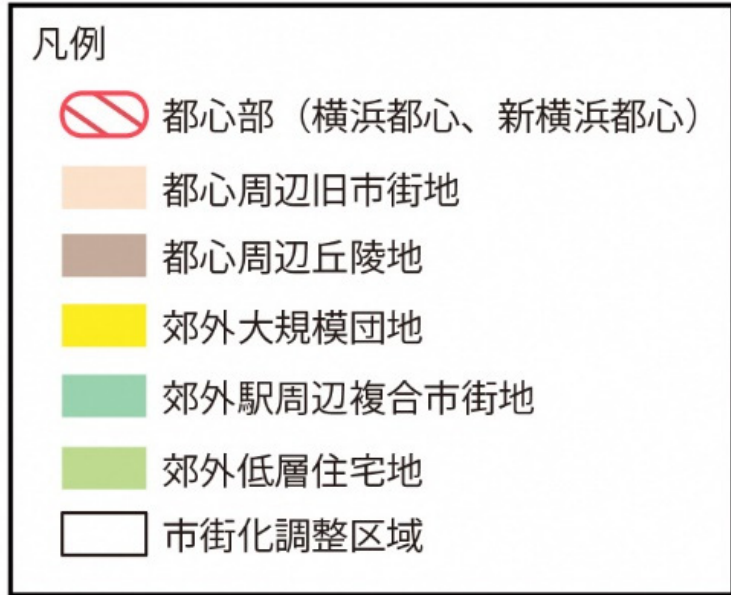 凡例
都心部（横浜都心、新横浜都心）
都心周辺旧市街地
都心周辺丘陵地
郊外大規模団地
郊外駅周辺複合市街地
郊外低層住宅地
市街化調整区域